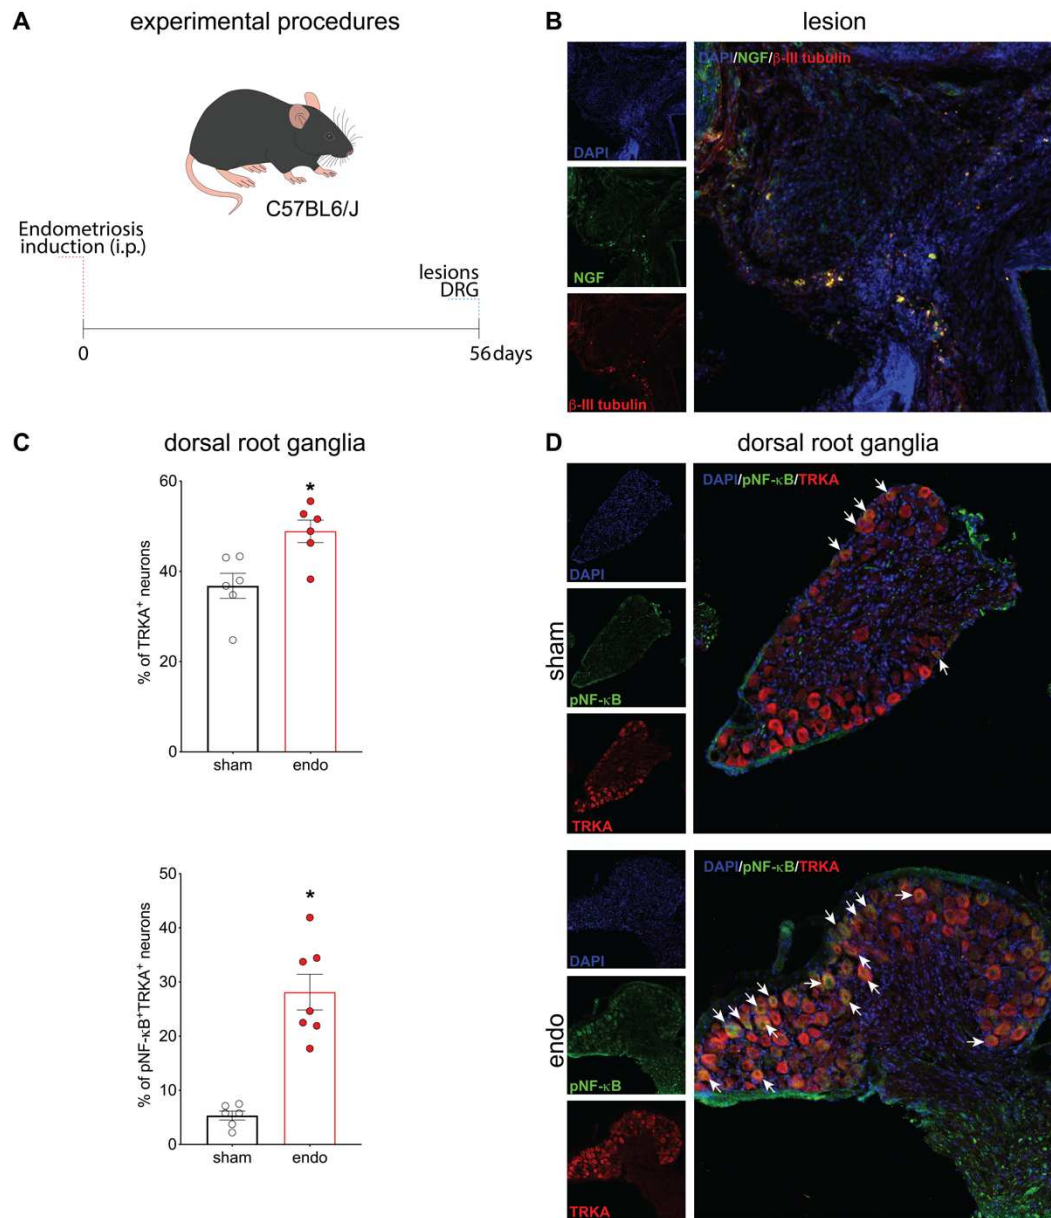 A experimental procedures
C57BL6/J
Endometriosis
induction (i.p.)
lesions
DRG
0
56 days
B lesion
DAPI
NGF
β-III tubulin
DAPI/NGF/β-III tubulin
C dorsal root ganglia
% of TRKA⁺ neurons
60
40
20
0
*
sham
endo
% of pNF-κB⁺TRKA⁺ neurons
50
40
30
20
10
0
*
sham
endo
D dorsal root ganglia
sham
DAPI
pNF-κB
TRKA
DAPI/pNF-κB/TRKA
endo
DAPI
pNF-κB
TRKA
DAPI/pNF-κB/TRKA